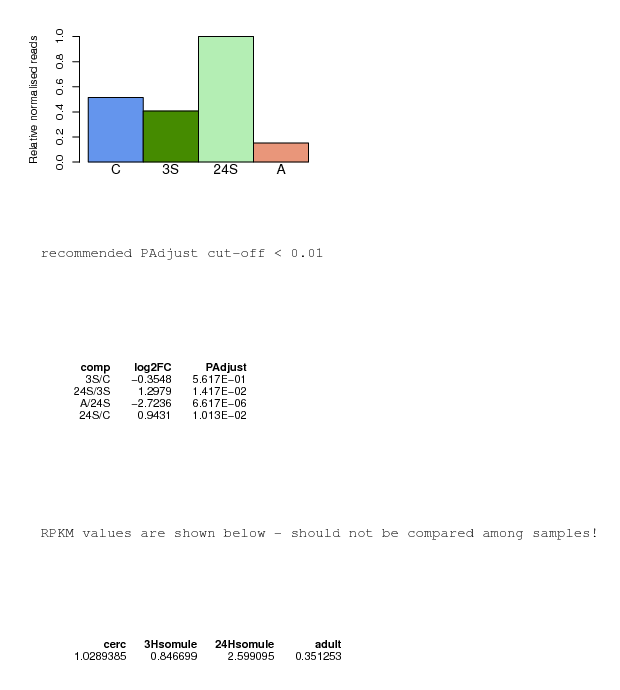 Relative normalised reads
1.0
0.8
0.6
0.4
0.2
0.0
C 3S 24S A
recommended PAdjust cut-off < 0.01
comp log2FC PAdjust
3S/C −0.3548 5.617E−01
24S/3S 1.2979 1.417E−02
A/24S −2.7236 6.617E−06
24S/C 0.9431 1.013E−02
RPKM values are shown below - should not be compared among samples!
cerc 3Hsomule 24Hsomule adult
1.0289385 0.846699 2.599095 0.351253